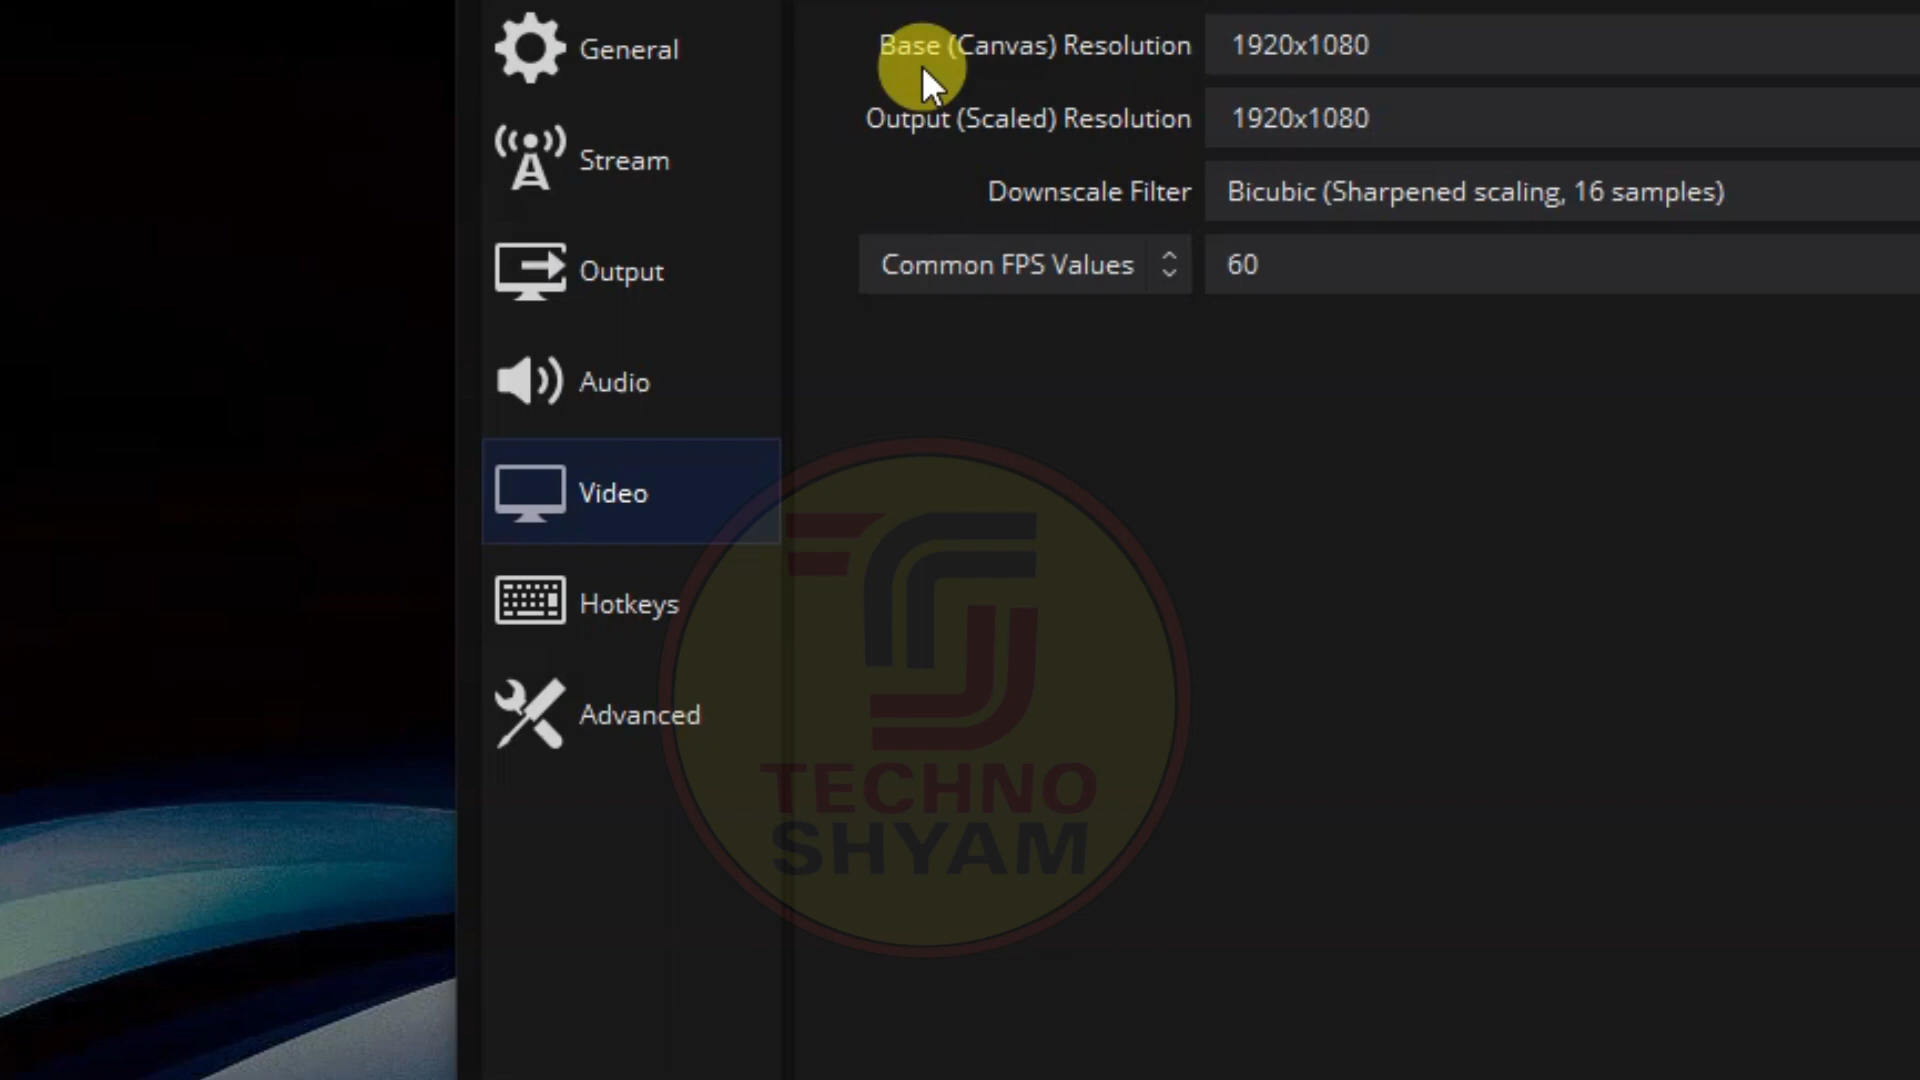 General
Stream
Output
Audio
Video
Hotkeys
Advanced
Base (Canvas) Resolution 1920x1080
Output (Scaled) Resolution 1920x1080
Downscale Filter Bicubic (Sharpened scaling, 16 samples)
Common FPS Values 60
TECHNO
SHYAM